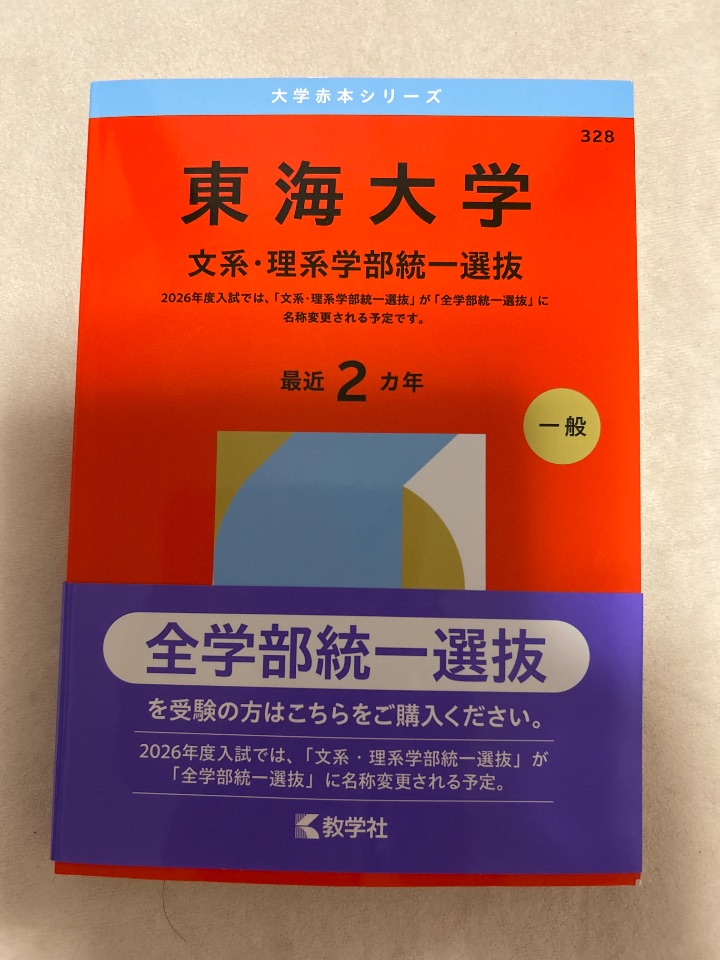 大学赤本シリーズ
328
東海大学
文系・理系学部統一選抜
2026年度入試では、「文系・理系学部統一選抜」が「全学部統一選抜」に
名称変更される予定です。
最近2カ年
一般
全学部統一選抜
を受験の方はこちらをご購入ください。
2026年度入試では、「文系・理系学部統一選抜」が
「全学部統一選抜」に名称変更される予定。
教学社